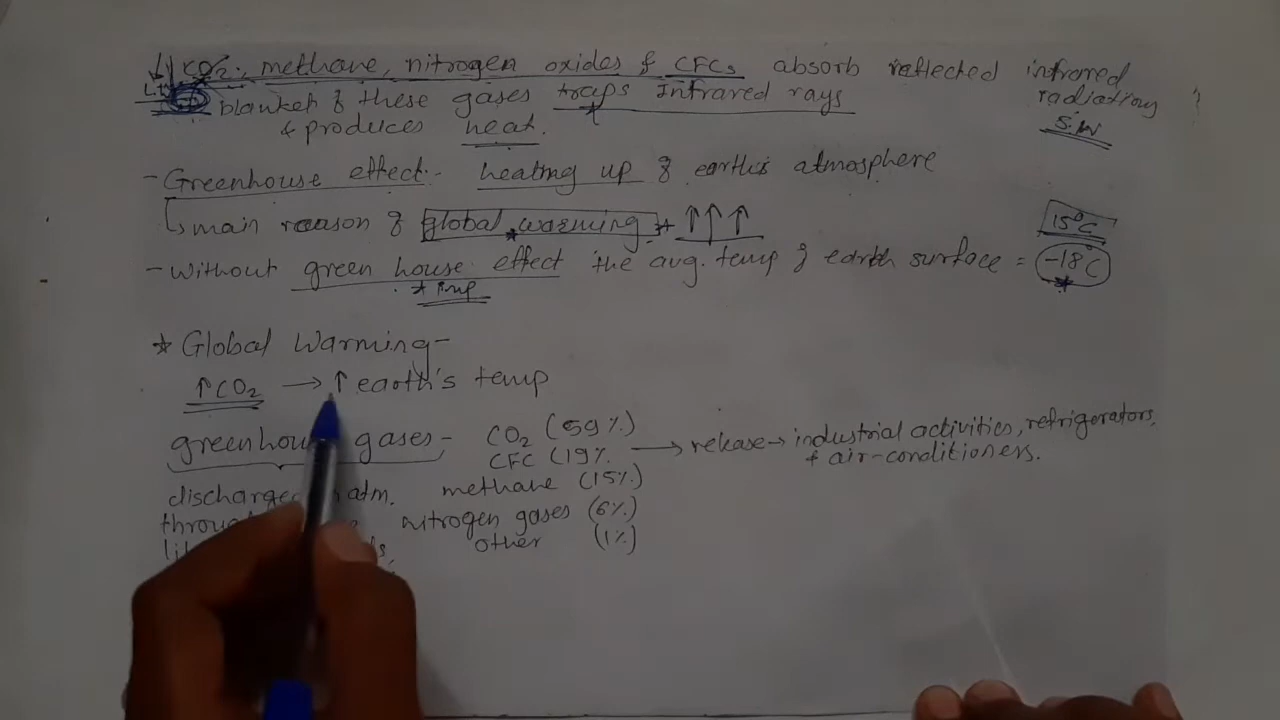 CO2, methane, nitrogen oxides & CFCs absorb reflected infrared radiations
blanket of these gases traps Infrared rays
S.W
& produces heat.
- Greenhouse effect - heating up of earth's atmosphere
main reason of global warming ↑↑↑
15°C
- Without green house effect the avg. temp of earth surface = -18°C
* Imp
* Global Warming -
↑CO2 → ↑ earth's temp
greenhouse gases - CO2 (59%)
CFC (19% → release → industrial activities, refrigerators, & air-conditioners.
discharged atm. methane (15%)
nitrogen gases (6%)
other (1%)